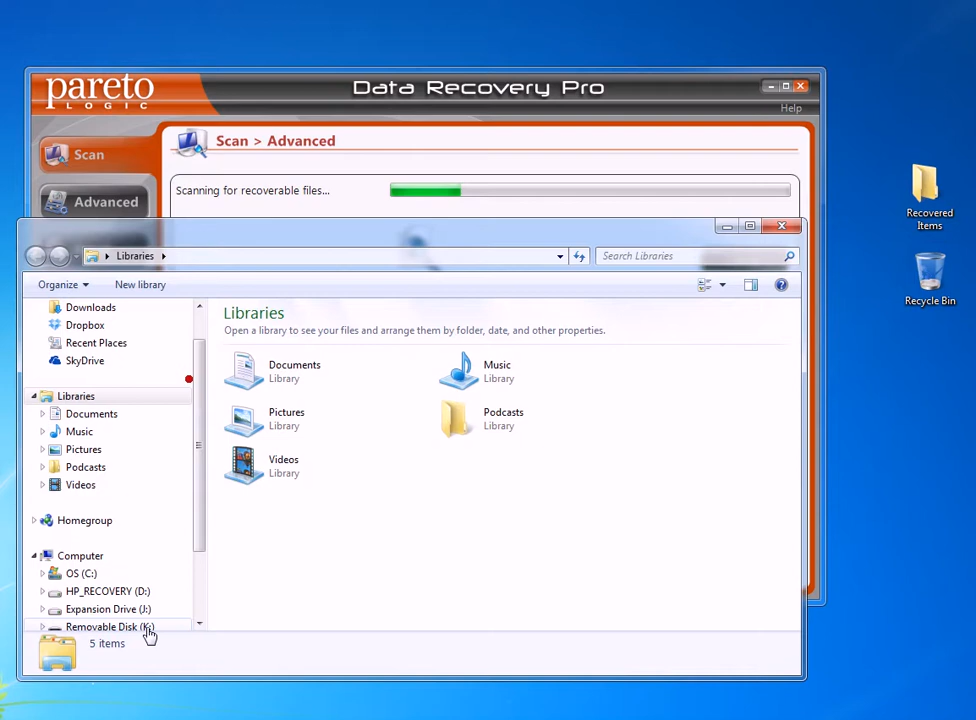 pareto
LOGIC
Data Recovery Pro
Help
Scan
Scan > Advanced
Advanced
Scanning for recoverable files...
Recovered
Items
Recycle Bin
Libraries
Search Libraries
Organize
New library
Downloads
Dropbox
Recent Places
SkyDrive
Libraries
Documents
Music
Pictures
Podcasts
Videos
Homegroup
Computer
OS (C:)
HP_RECOVERY (D:)
Expansion Drive (J:)
Removable Disk (K:)
Libraries
Open a library to see your files and arrange them by folder, date, and other properties.
Documents
Library
Music
Library
Pictures
Library
Podcasts
Library
Videos
Library
5 items